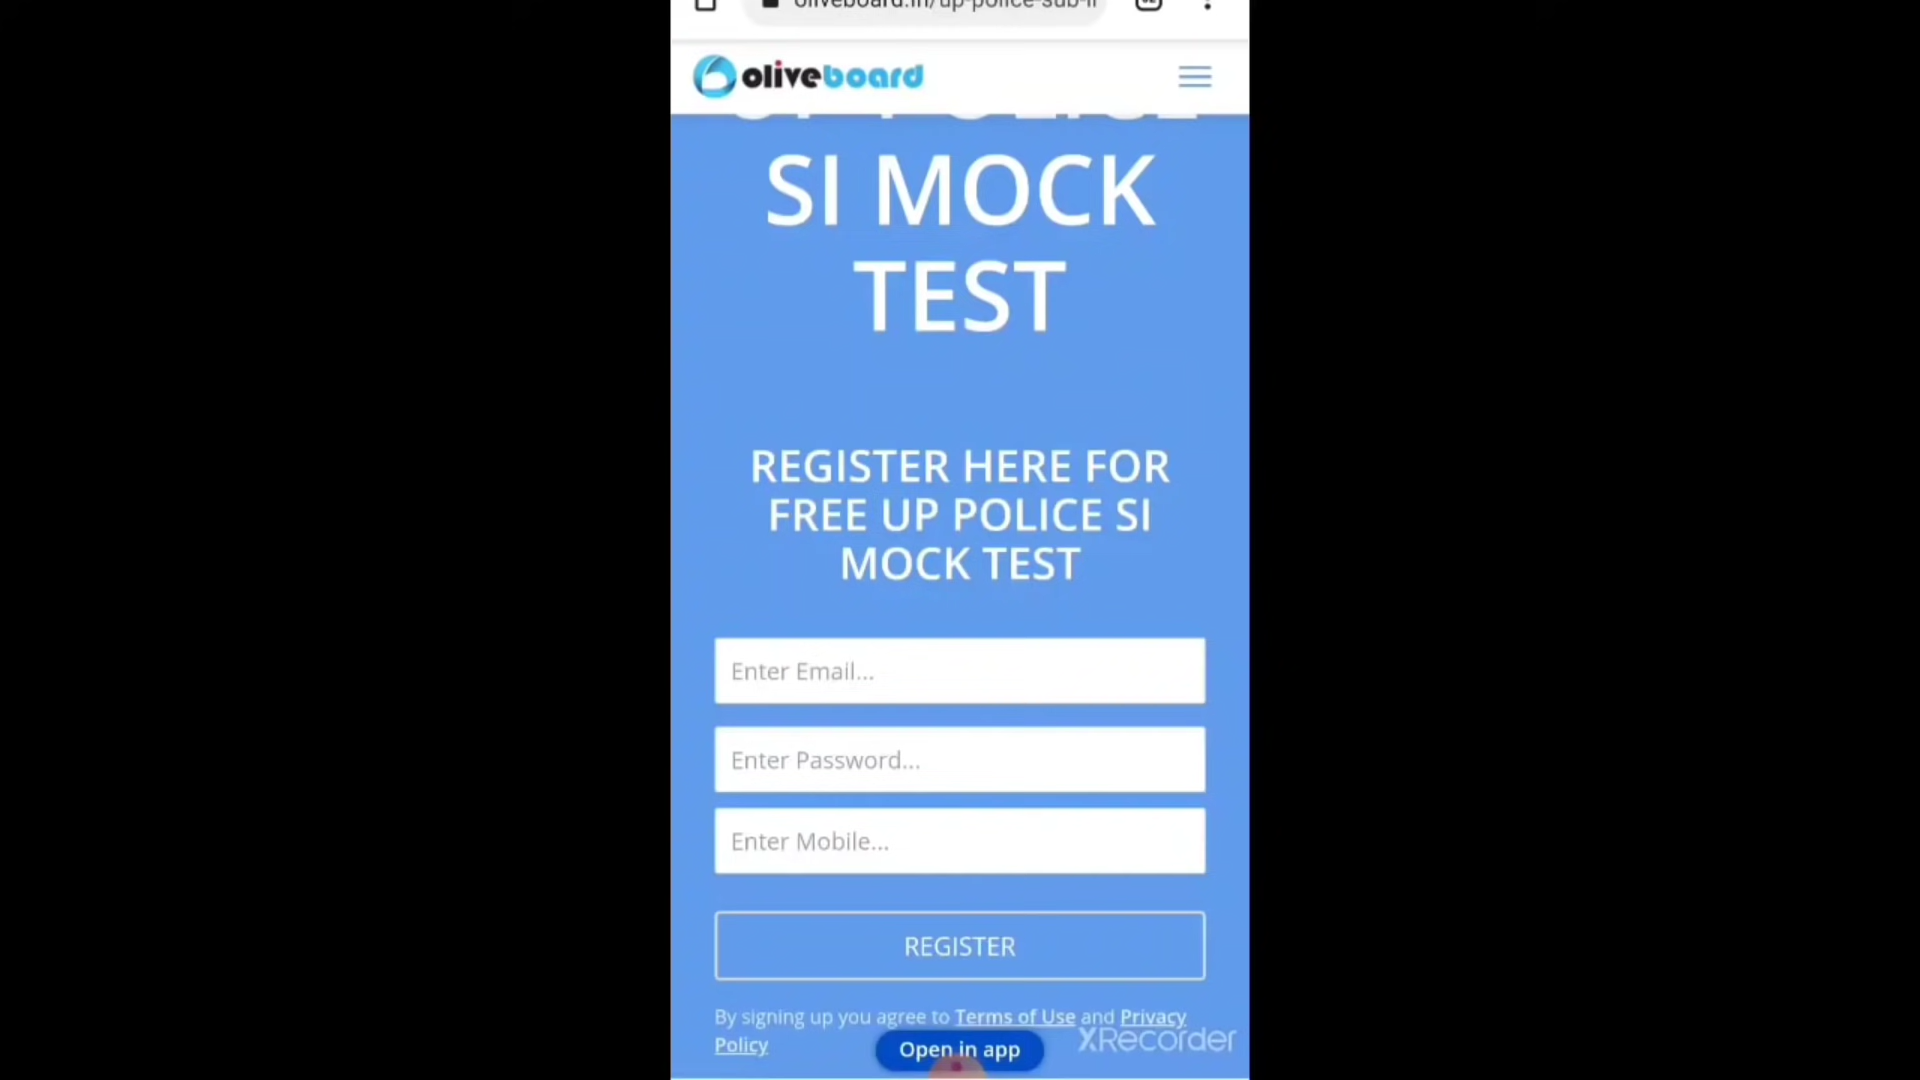 oliveboard
SI MOCK
TEST
REGISTER HERE FOR
FREE UP POLICE SI
MOCK TEST
Enter Email...
Enter Password...
Enter Mobile...
REGISTER
By signing up you agree to Terms of Use and Privacy
Policy
Open in app
XRecorder